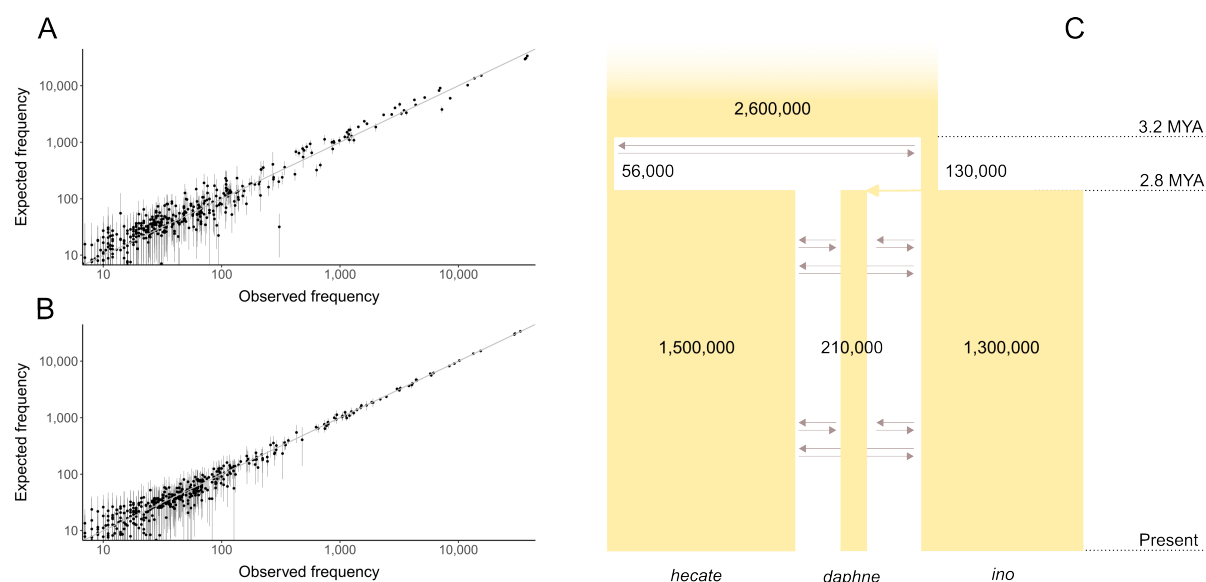 A
Expected frequency
10,000
1,000
100
10
10
100
1,000
10,000
Observed frequency
B
Expected frequency
10,000
1,000
100
10
10
100
1,000
10,000
Observed frequency
C
2,600,000
3.2 MYA
56,000
130,000
2.8 MYA
1,500,000
210,000
1,300,000
Present
hecate
daphne
ino